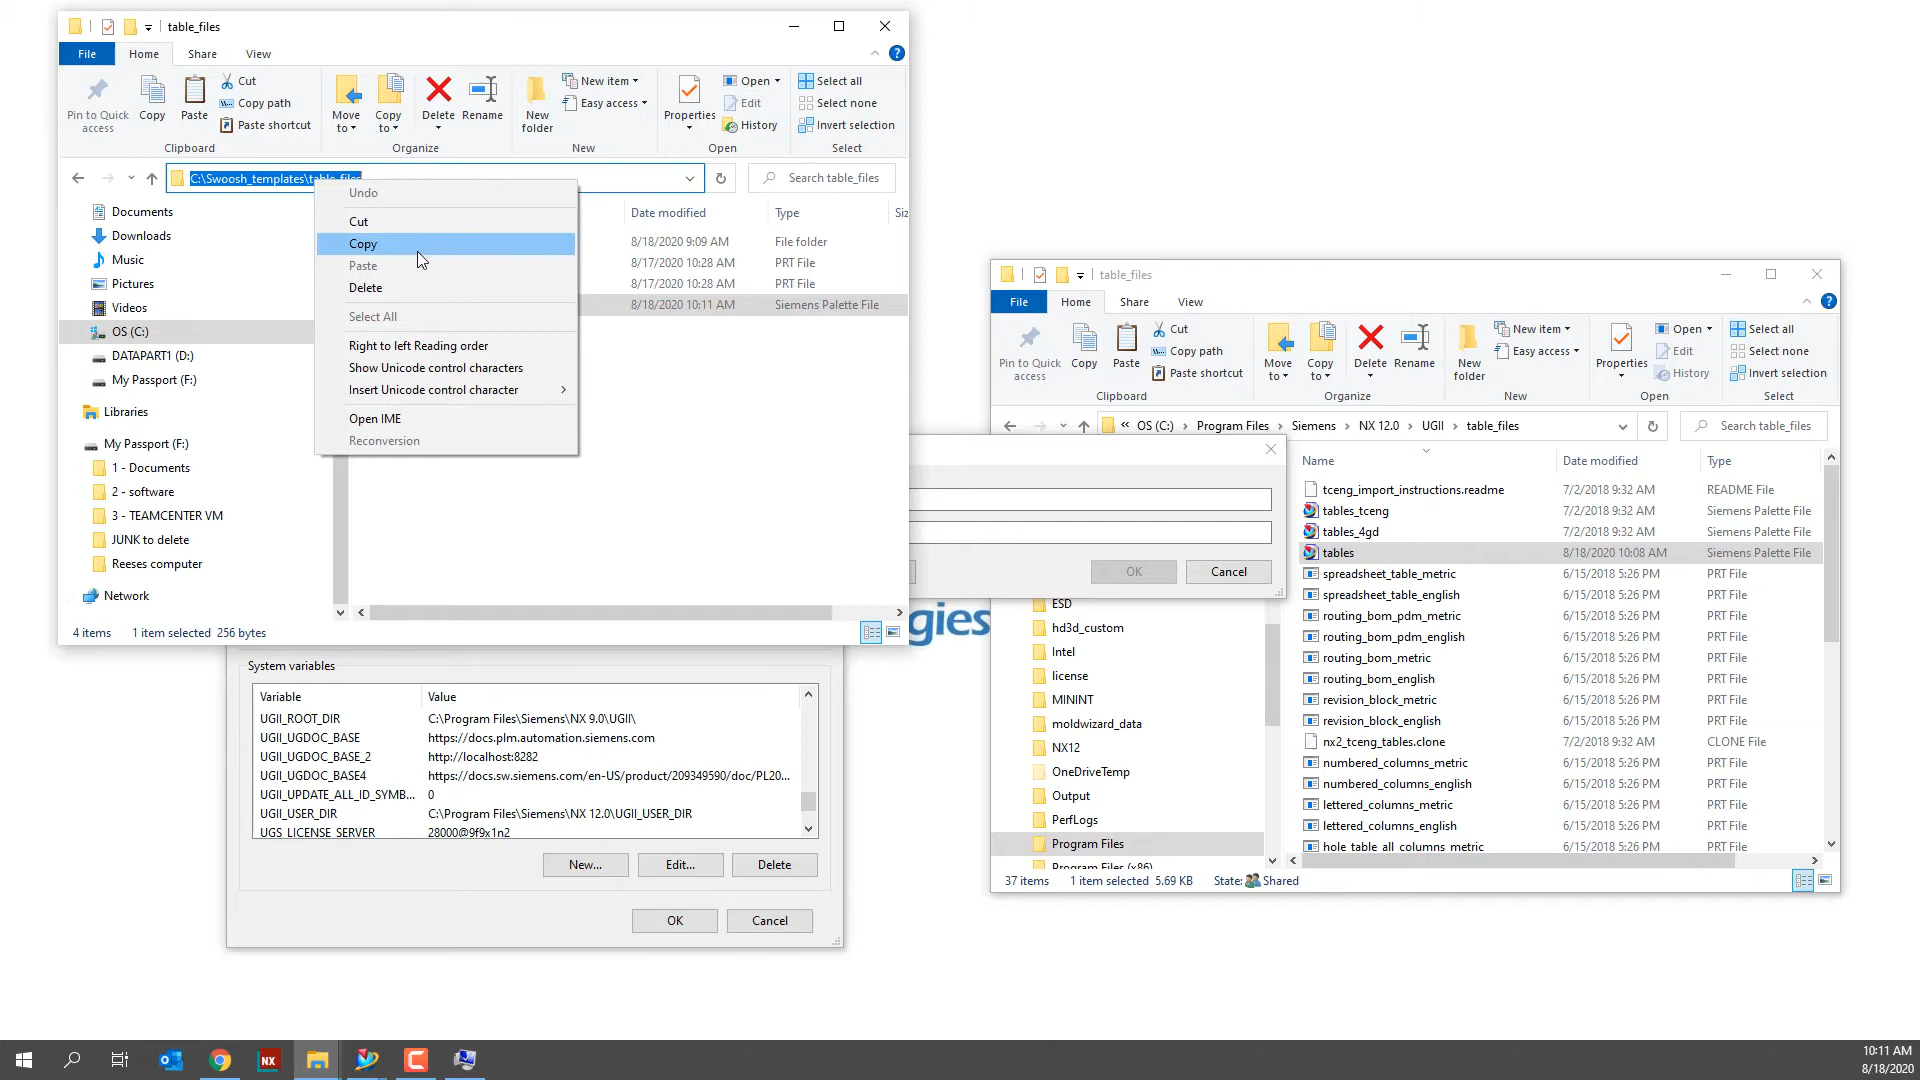 table_files
File
Home
Share
View
Pin to Quick
access
Copy
Paste
Cut
Copy path
Paste shortcut
Clipboard
Move
to
Copy
to
Delete
Rename
Organize
New
folder
New item
Easy access
New
Properties
Open
Edit
History
Open
Select all
Select none
Invert selection
Select
C:\Swoosh_templates\table_files
Search table_files
Documents
Downloads
Music
Pictures
Videos
OS (C:)
DATAPART1 (D:)
My Passport (F:)
Libraries
My Passport (F:)
1 - Documents
2 - software
3 - TEAMCENTER VM
JUNK to delete
Reeses computer
Network
Undo
Cut
Copy
Paste
Delete
Select All
Right to left Reading order
Show Unicode control characters
Insert Unicode control character
Open IME
Reconversion
Date modified
Type
Siz
8/18/2020 9:09 AM
File folder
8/17/2020 10:28 AM
PRT File
8/17/2020 10:28 AM
PRT File
8/18/2020 10:11 AM
Siemens Palette File
4 items
1 item selected
256 bytes
OK
Cancel
gies
System variables
Variable
Value
UGII_ROOT_DIR
C:\Program Files\Siemens\NX 9.0\UGII\
UGII_UGDOC_BASE
https://docs.plm.automation.siemens.com
UGII_UGDOC_BASE_2
http://localhost:8282
UGII_UGDOC_BASE4
https://docs.sw.siemens.com/en-US/product/209349590/doc/PL20...
UGII_UPDATE_ALL_ID_SYMB...
0
UGII_USER_DIR
C:\Program Files\Siemens\NX 12.0\UGII_USER_DIR
UGS_LICENSE_SERVER
28000@9f9x1n2
New...
Edit...
Delete
OK
Cancel
table_files
File
Home
Share
View
Pin to Quick
access
Copy
Paste
Cut
Copy path
Paste shortcut
Clipboard
Move
to
Copy
to
Delete
Rename
Organize
New
folder
New item
Easy access
New
Properties
Open
Edit
History
Open
Select all
Select none
Invert selection
Select
« OS (C:) › Program Files › Siemens › NX 12.0 › UGII › table_files
Search table_files
ESD
hd3d_custom
Intel
license
MININT
moldwizard_data
NX12
OneDriveTemp
Output
PerfLogs
Program Files
Program Files (x86)
Name
Date modified
Type
tceng_import_instructions.readme
7/2/2018 9:32 AM
README File
tables_tceng
7/2/2018 9:32 AM
Siemens Palette File
tables_4gd
7/2/2018 9:32 AM
Siemens Palette File
tables
8/18/2020 10:08 AM
Siemens Palette File
spreadsheet_table_metric
6/15/2018 5:26 PM
PRT File
spreadsheet_table_english
6/15/2018 5:26 PM
PRT File
routing_bom_pdm_metric
6/15/2018 5:26 PM
PRT File
routing_bom_pdm_english
6/15/2018 5:26 PM
PRT File
routing_bom_metric
6/15/2018 5:26 PM
PRT File
routing_bom_english
6/15/2018 5:26 PM
PRT File
revision_block_metric
6/15/2018 5:26 PM
PRT File
revision_block_english
6/15/2018 5:26 PM
PRT File
nx2_tceng_tables.clone
7/2/2018 9:32 AM
CLONE File
numbered_columns_metric
6/15/2018 5:26 PM
PRT File
numbered_columns_english
6/15/2018 5:26 PM
PRT File
lettered_columns_metric
6/15/2018 5:26 PM
PRT File
lettered_columns_english
6/15/2018 5:26 PM
PRT File
hole_table_all_columns_metric
6/15/2018 5:26 PM
PRT File
37 items
1 item selected
5.69 KB
State:
Shared
NX
10:11 AM
8/18/2020